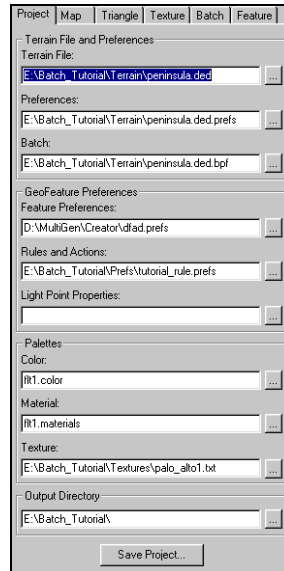 Project Map Triangle Texture Batch Feature
Terrain File and Preferences
Terrain File:
E:\Batch_Tutorial\Terrain\peninsula.ded
...
Preferences:
E:\Batch_Tutorial\Terrain\peninsula.ded.prefs
...
Batch:
E:\Batch_Tutorial\Terrain\peninsula.ded.bpf
...
GeoFeature Preferences
Feature Preferences:
D:\MultiGen\Creator\dfad.prefs
...
Rules and Actions:
E:\Batch_Tutorial\Prefs\tutorial_rule.prefs
...
Light Point Properties:
...
Palettes
Color:
flt1.color
...
Material:
flt1.materials
...
Texture:
E:\Batch_Tutorial\Textures\palo_alto1.txt
...
Output Directory
E:\Batch_Tutorial\
...
Save Project...